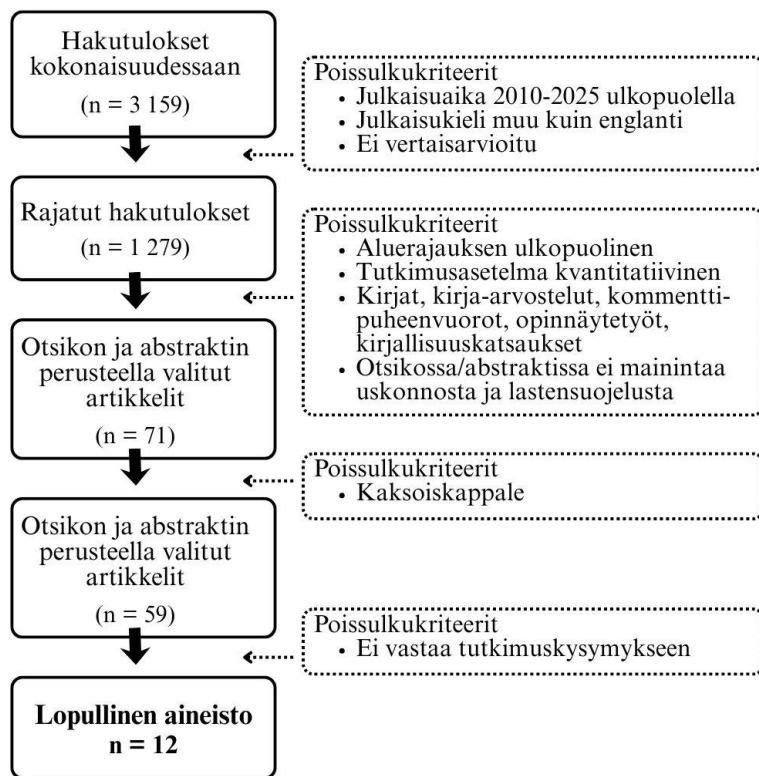 Hakutulokset
kokonaisuudessaan
(n = 3 159)
Poissulkukriteerit
• Julkaisuaika 2010-2025 ulkopuolella
• Julkaisukieli muu kuin englanti
• Ei vertaisarvioitu
Rajatut hakutulokset
(n = 1 279)
Poissulkukriteerit
• Aluerajauksen ulkopuolinen
• Tutkimusasetelma kvantitatiivinen
• Kirjat, kirja-arvostelut, kommentti-
puheenvuorot, opinnäytetyöt,
kirjallisuuskatsaukset
• Otsikossa/abstraktissa ei mainintaa
uskonnosta ja lastensuojelusta
Otsikon ja abstraktin
perusteella valitut
artikkelit
(n = 71)
Poissulkukriteerit
• Kaksoiskappale
Otsikon ja abstraktin
perusteella valitut
artikkelit
(n = 59)
Poissulkukriteerit
• Ei vastaa tutkimuskysymykseen
Lopullinen aineisto
n = 12